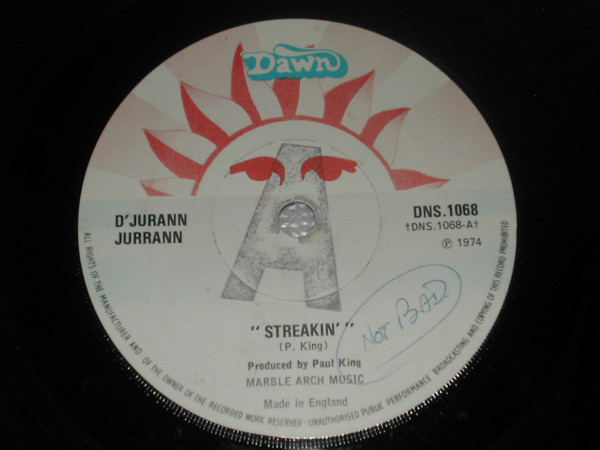 Dawn
A
D'JURANN
JURRANN
DNS.1068
†DNS.1068-A†
℗ 1974
"STREAKIN'"
(P. King)
NOT BAD.
Produced by Paul King
MARBLE ARCH MUSIC
Made in England
ALL RIGHTS OF THE MANUFACTURER AND OF THE OWNER OF THE RECORDED WORK RESERVED · UNAUTHORISED PUBLIC PERFORMANCE BROADCASTING AND COPYING OF THIS RECORD PROHIBITED